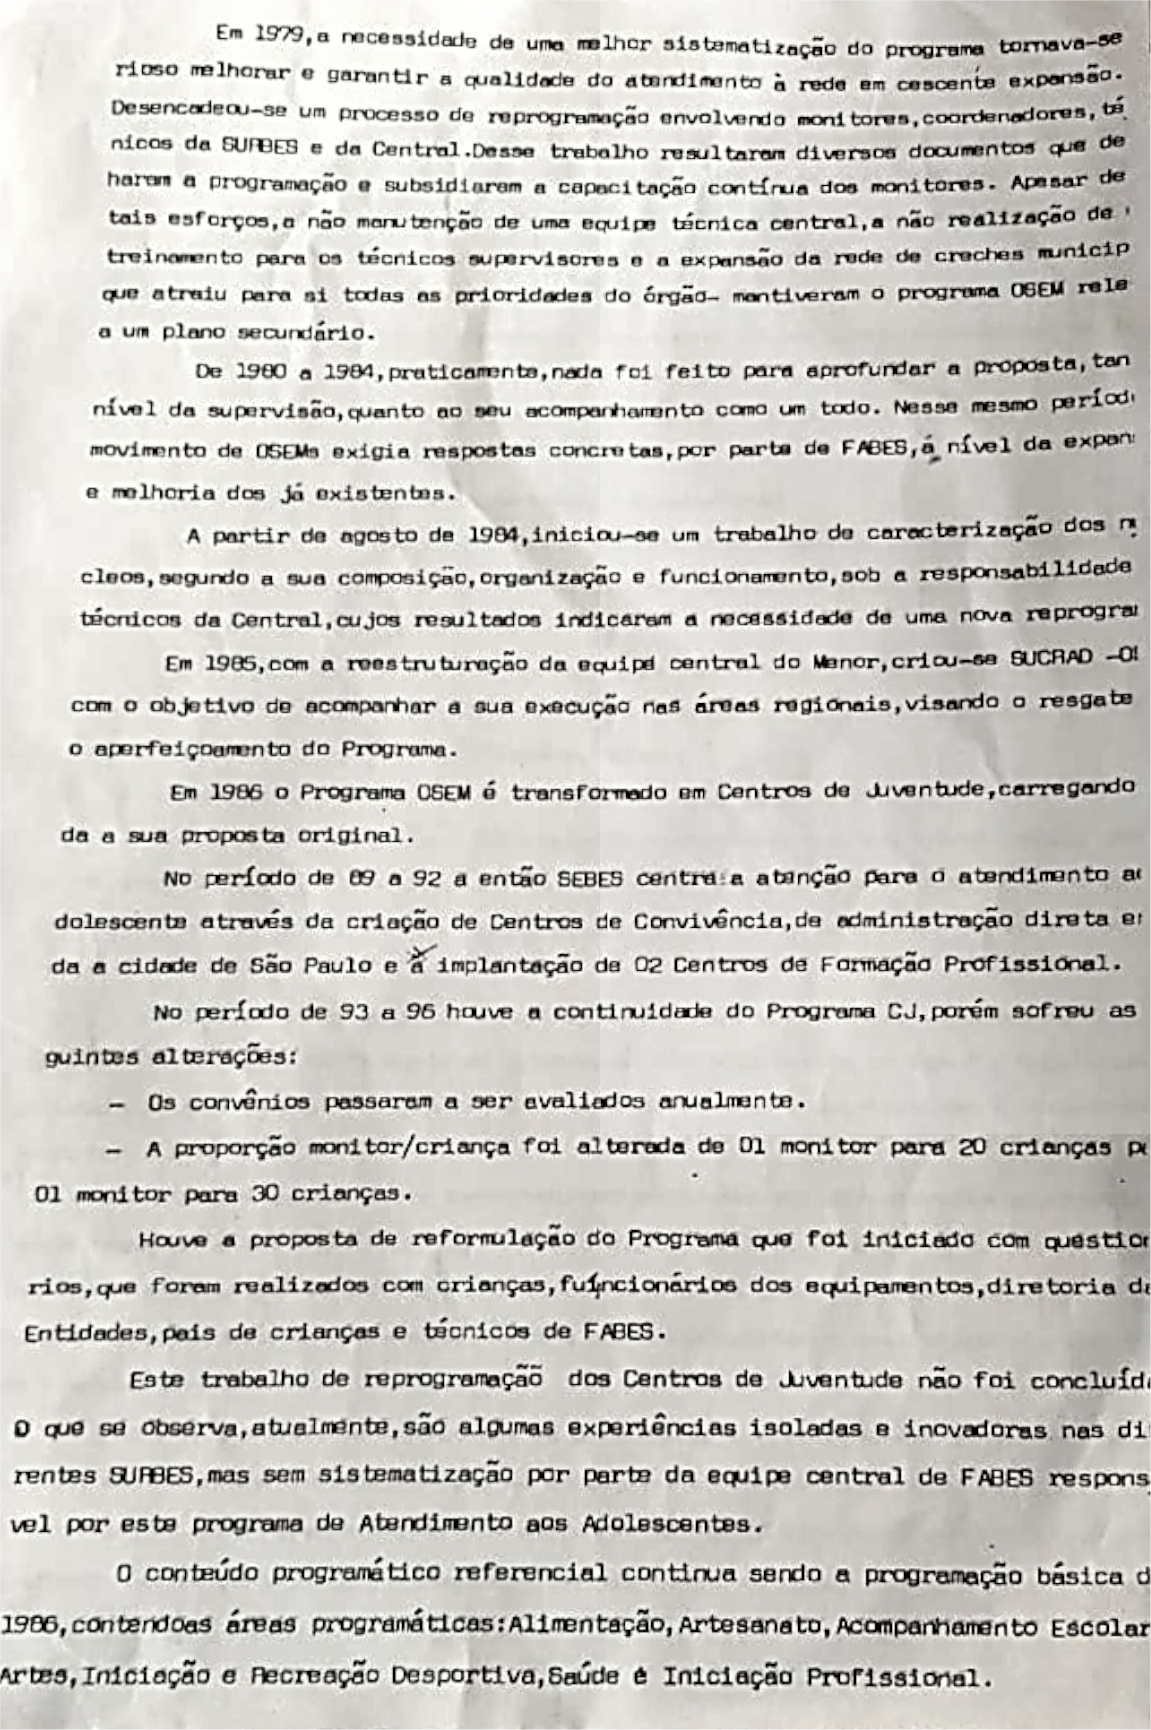 Em 1979,a necessidade de uma melhor sistematização do programa tornava-se
rioso melhorar e garantir a qualidade do atendimento à rede em cescente expansão.
Desencadeou-se um processo de reprogramação envolvendo monitores,coordenadores, té
nicos da SURBES e da Central.Desse trabalho resultaram diversos documentos que de
haram a programação e subsidiaram a capacitação contínua dos monitores. Apesar de
tais esforços,a não manutenção de uma equipe técnica central,a não realização de
treinamento para os técnicos supervisores e a expansão da rede de creches municip
que atraiu para si todas as prioridades do órgão- mantiveram o programa OSEM rele
a um plano secundário.
De 1980 a 1984,praticamente,nada foi feito para aprofundar a proposta,tan
nível da supervisão,quanto ao seu acompanhamento como um todo. Nesse mesmo períod
movimento de OSEMs exigia respostas concretas,por parte de FABES,á nível da expan
e melhoria dos já existentes.
A partir de agosto de 1984,iniciou-se um trabalho de caracterização dos n
cleos,segundo a sua composição,organização e funcionamento,sob a responsabilidade
técnicos da Central,cujos resultados indicaram a necessidade de uma nova reprogra
Em 1985,com a reestruturação da equipe central do Menor,criou-se SUCRAD -O
com o objetivo de acompanhar a sua execução nas áreas regionais,visando o resgate
o aperfeiçoamento do Programa.
Em 1986 o Programa OSEM é transformado em Centros de Juventude,carregando
da a sua proposta original.
No período de 89 a 92 a então SEBES centra a atenção para o atendimento a
dolescente através da criação de Centros de Convivência,de administração direta e
da a cidade de São Paulo e a implantação de 02 Centros de Formação Profissional.
No período de 93 a 96 houve a continuidade do Programa CJ,porém sofreu as
guintes alterações:
- Os convênios passaram a ser avaliados anualmente.
- A proporção monitor/criança foi alterada de 01 monitor para 20 crianças p
01 monitor para 30 crianças.
Houve a proposta de reformulação do Programa que foi iniciado com question
rios,que foram realizados com crianças,fuincionários dos equipamentos,diretoria d
Entidades,pais de crianças e técnicos de FABES.
Este trabalho de reprogramação dos Centros de Juventude não foi concluíd
O que se observa,atualmente,são algumas experiências isoladas e inovadoras nas di
rentes SURBES,mas sem sistematização por parte da equipe central de FABES respons
vel por este programa de Atendimento aos Adolescentes.
O conteúdo programático referencial continua sendo a programação básica d
1986,contendoas áreas programáticas:Alimentação,Artesanato,Acompanhamento Escolar
Artes,Iniciação e Recreação Desportiva,Saúde e Iniciação Profissional.